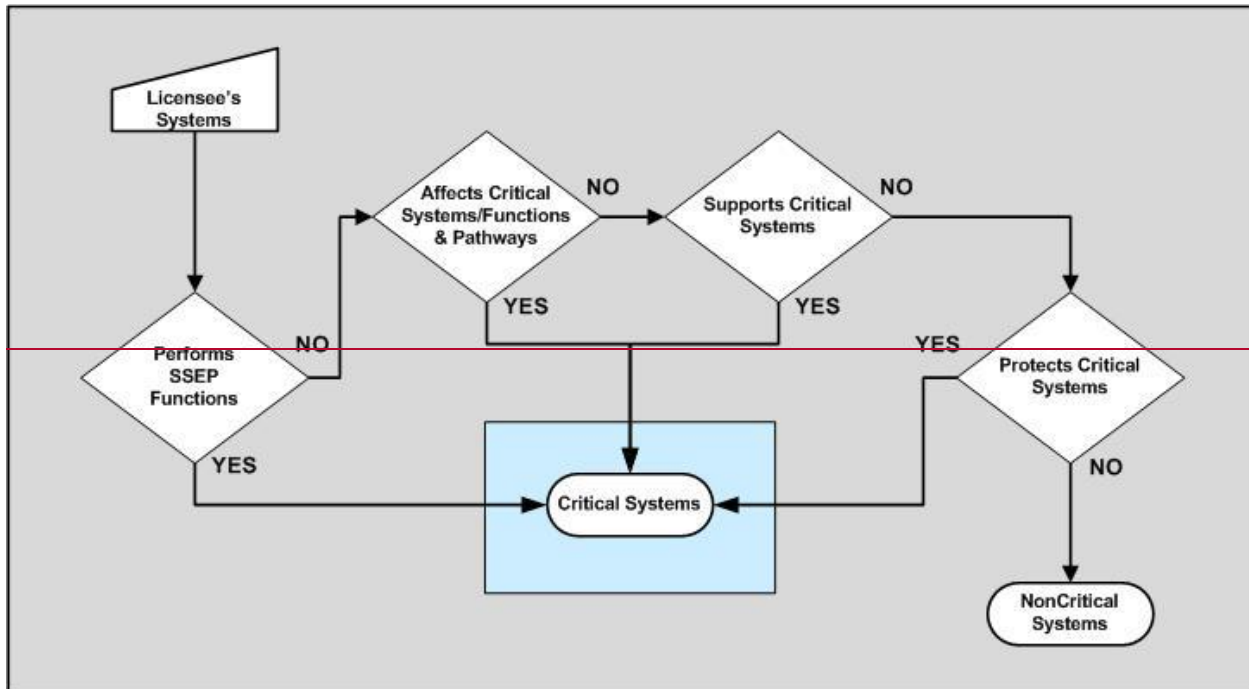 Licensee's
Systems
Affects Critical
Systems/Functions
& Pathways
NO
Supports Critical
Systems
NO
YES
YES
Performs
SSEP
Functions
NO
YES
Protects Critical
Systems
YES
NO
Critical Systems
NonCritical
Systems